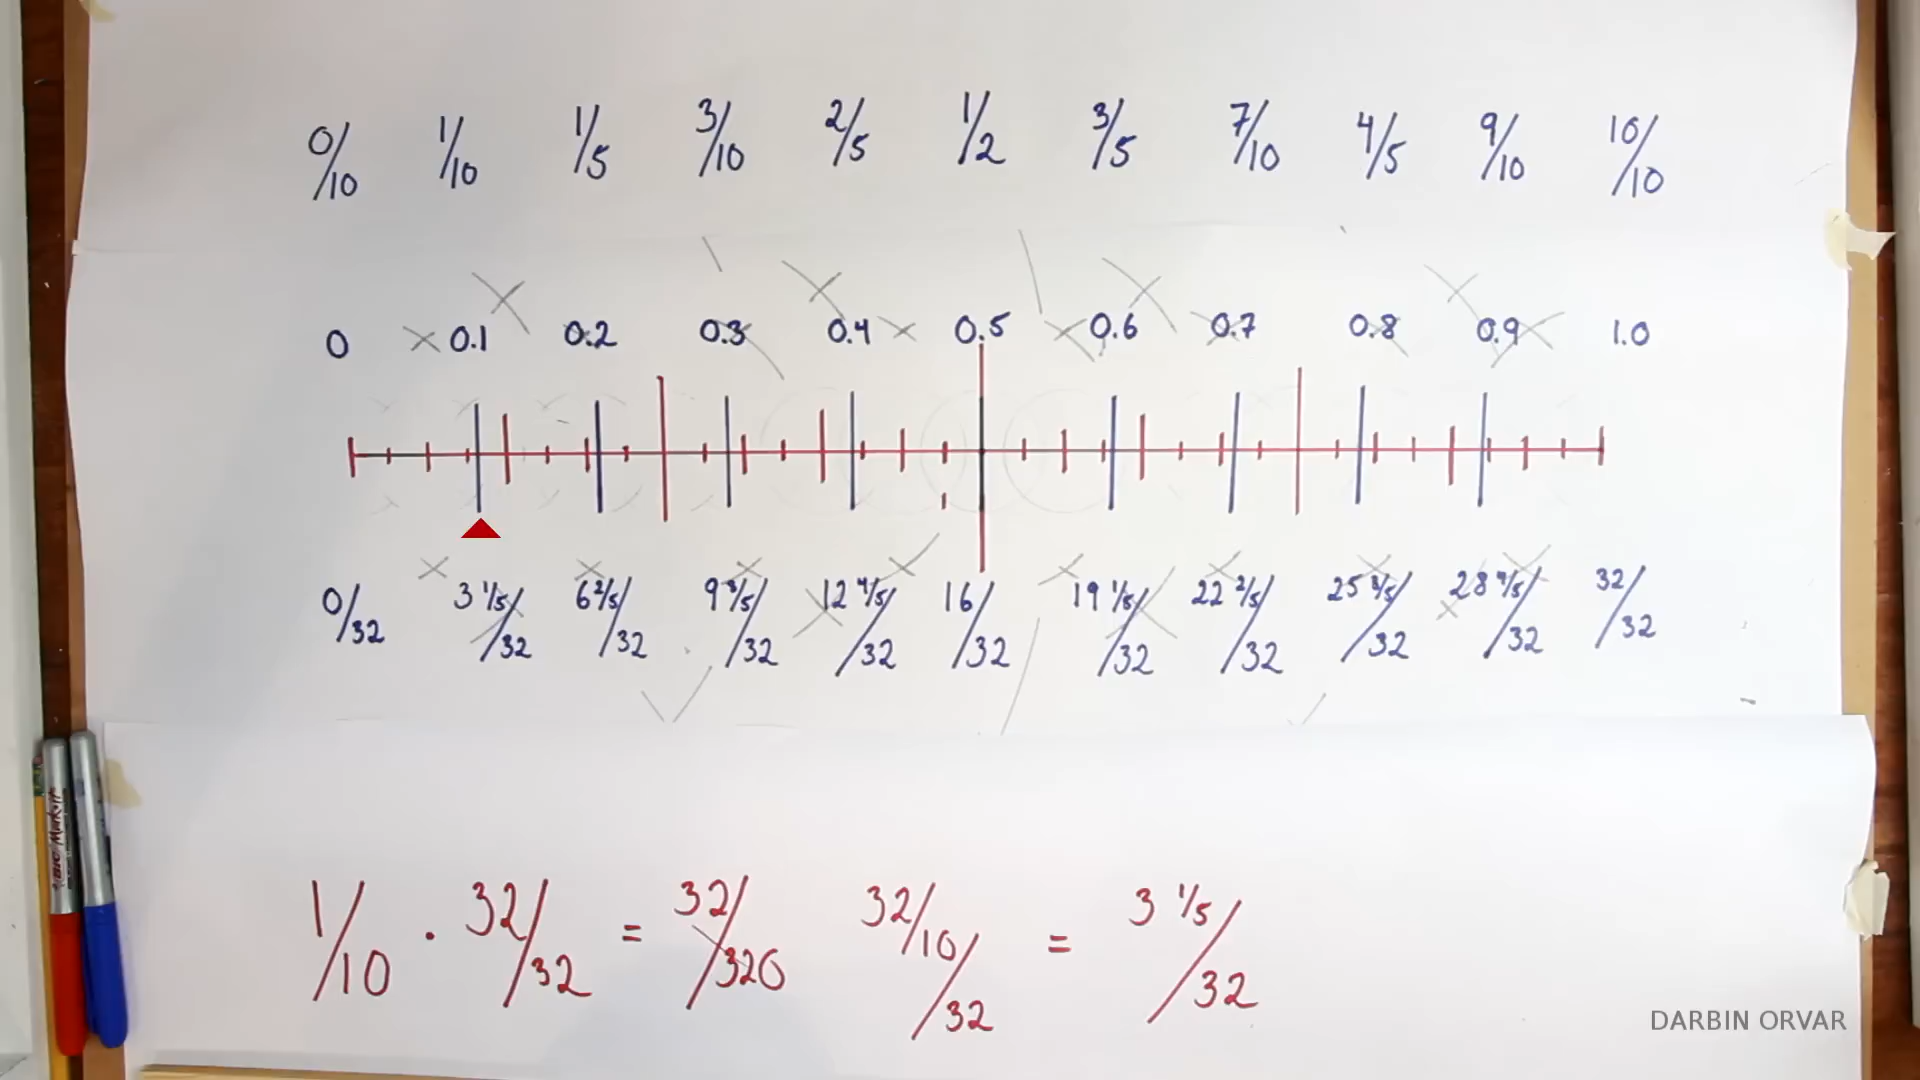 0/10 1/10 1/5 3/10 2/5 1/2 3/5 7/10 4/5 9/10 10/10
0 0.1 0.2 0.3 0.4 0.5 0.6 0.7 0.8 0.9 1.0
0/32 3 1/5/32 6 2/5/32 9 3/5/32 12 4/5/32 16/32 19 1/5/32 22 2/5/32 25 3/5/32 28 4/5/32 32/32
1/10 · 32/32 = 32/320 32/10/32 = 3 1/5/32
DARBIN ORVAR